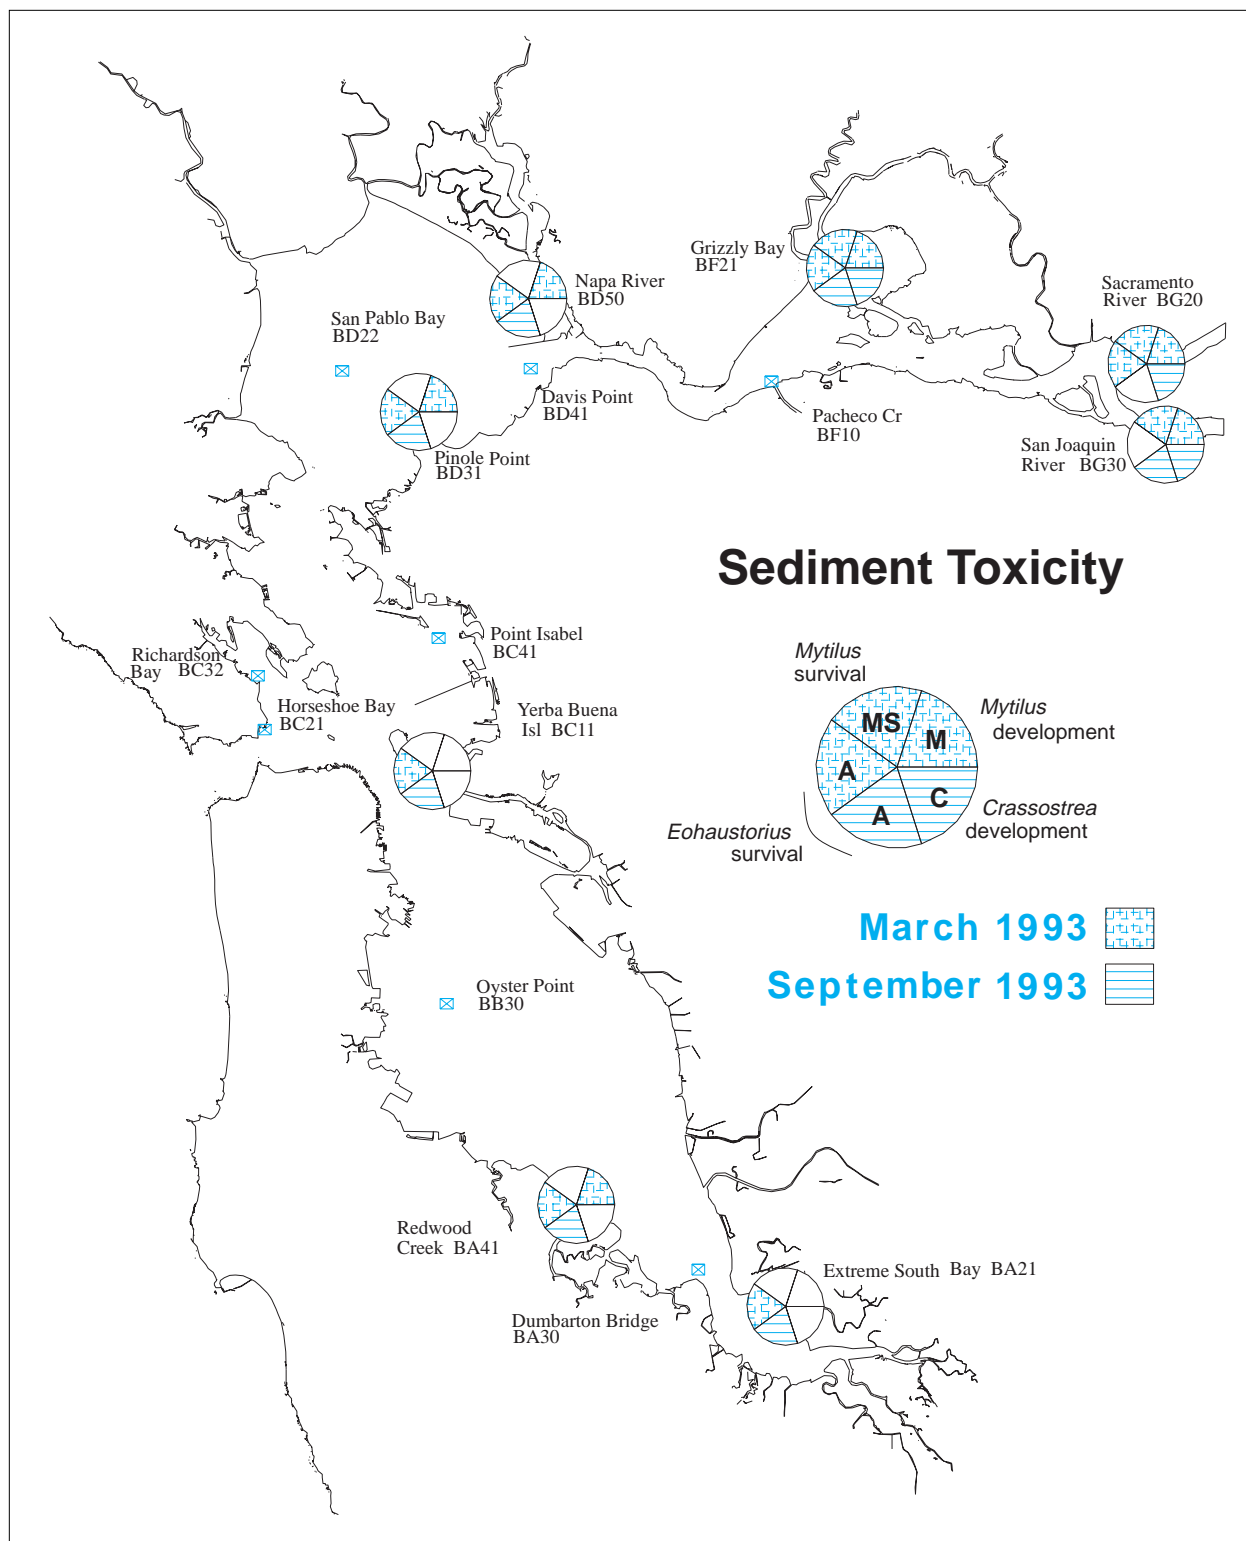 Grizzly Bay
BF21
Napa River
BD50
Sacramento
River BG20
San Pablo Bay
BD22
Davis Point
BD41
Pacheco Cr
BF10
Pinole Point
BD31
San Joaquin
River BG30
Sediment Toxicity
Point Isabel
BC41
Richardson
Bay BC32
Horseshoe Bay
BC21
Yerba Buena
Isl BC11
Mytilus
survival
Mytilus
development
MS
M
A
C
A
Crassostrea
development
Eohaustorius
survival
March 1993
September 1993
Oyster Point
BB30
Redwood
Creek BA41
Extreme South Bay BA21
Dumbarton Bridge
BA30